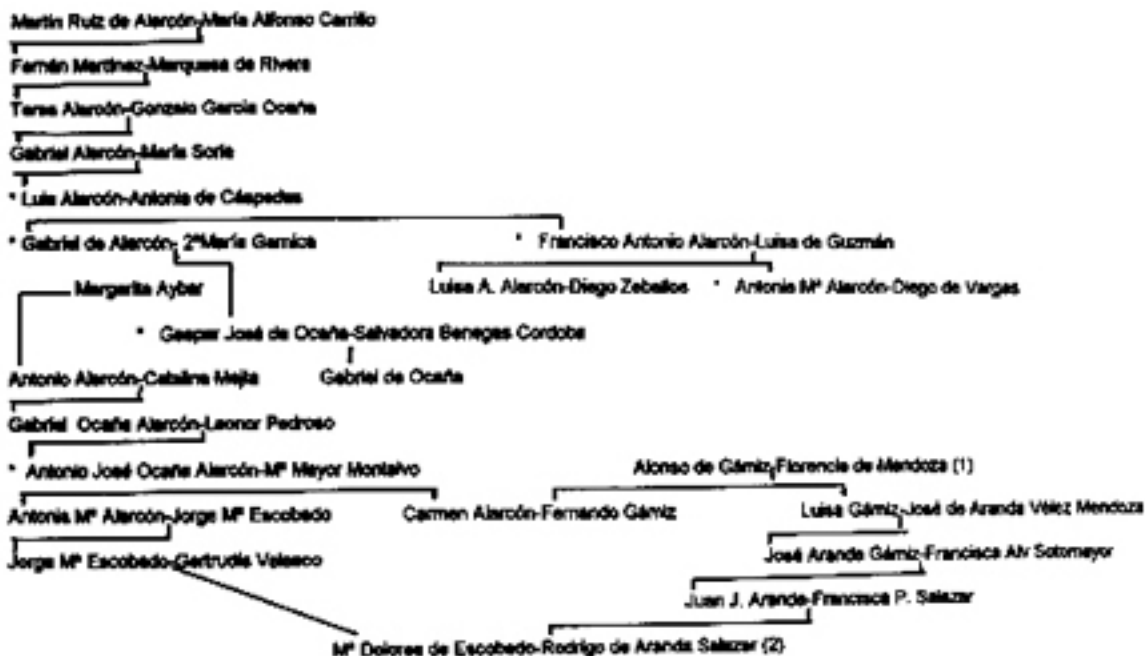 Martín Ruiz de Alarcón-María Alfonso Carrillo
Fernán Martínez-Marquesa de Rivera
Teresa Alarcón-Gonzalo García Ocaña
Gabriel Alarcón-María Soria
* Luis Alarcón-Antonia de Céspedes
* Gabriel de Alarcón- 2ªMaría Garnica * Francisco Antonio Alarcón-Luisa de Guzmán
Margarita Aybar Luisa A. Alarcón-Diego Zeballos * Antonia Mª Alarcón-Diego de Vargas
* Gaspar José de Ocaña-Salvadora Benegas Cordoba
Antonio Alarcón-Catalina Mejía Gabriel de Ocaña
Gabriel Ocaña Alarcón-Leonor Pedroso
* Antonio José Ocaña Alarcón-Mª Mayor Montalvo Alonso de Gámiz-Florencia de Mendoza (1)
Antonia Mª Alarcón-Jorge Mª Escobedo Carmen Alarcón-Fernando Gámiz Luisa Gámiz-José de Aranda Vélez Mendoza
Jorge Mª Escobedo-Gertrudis Velasco José Aranda Gámiz-Francisca Alv Sotomayor
Juan J. Aranda-Francisca P. Salazar
Mª Dolores de Escobedo-Rodrigo de Aranda Salazar (2)